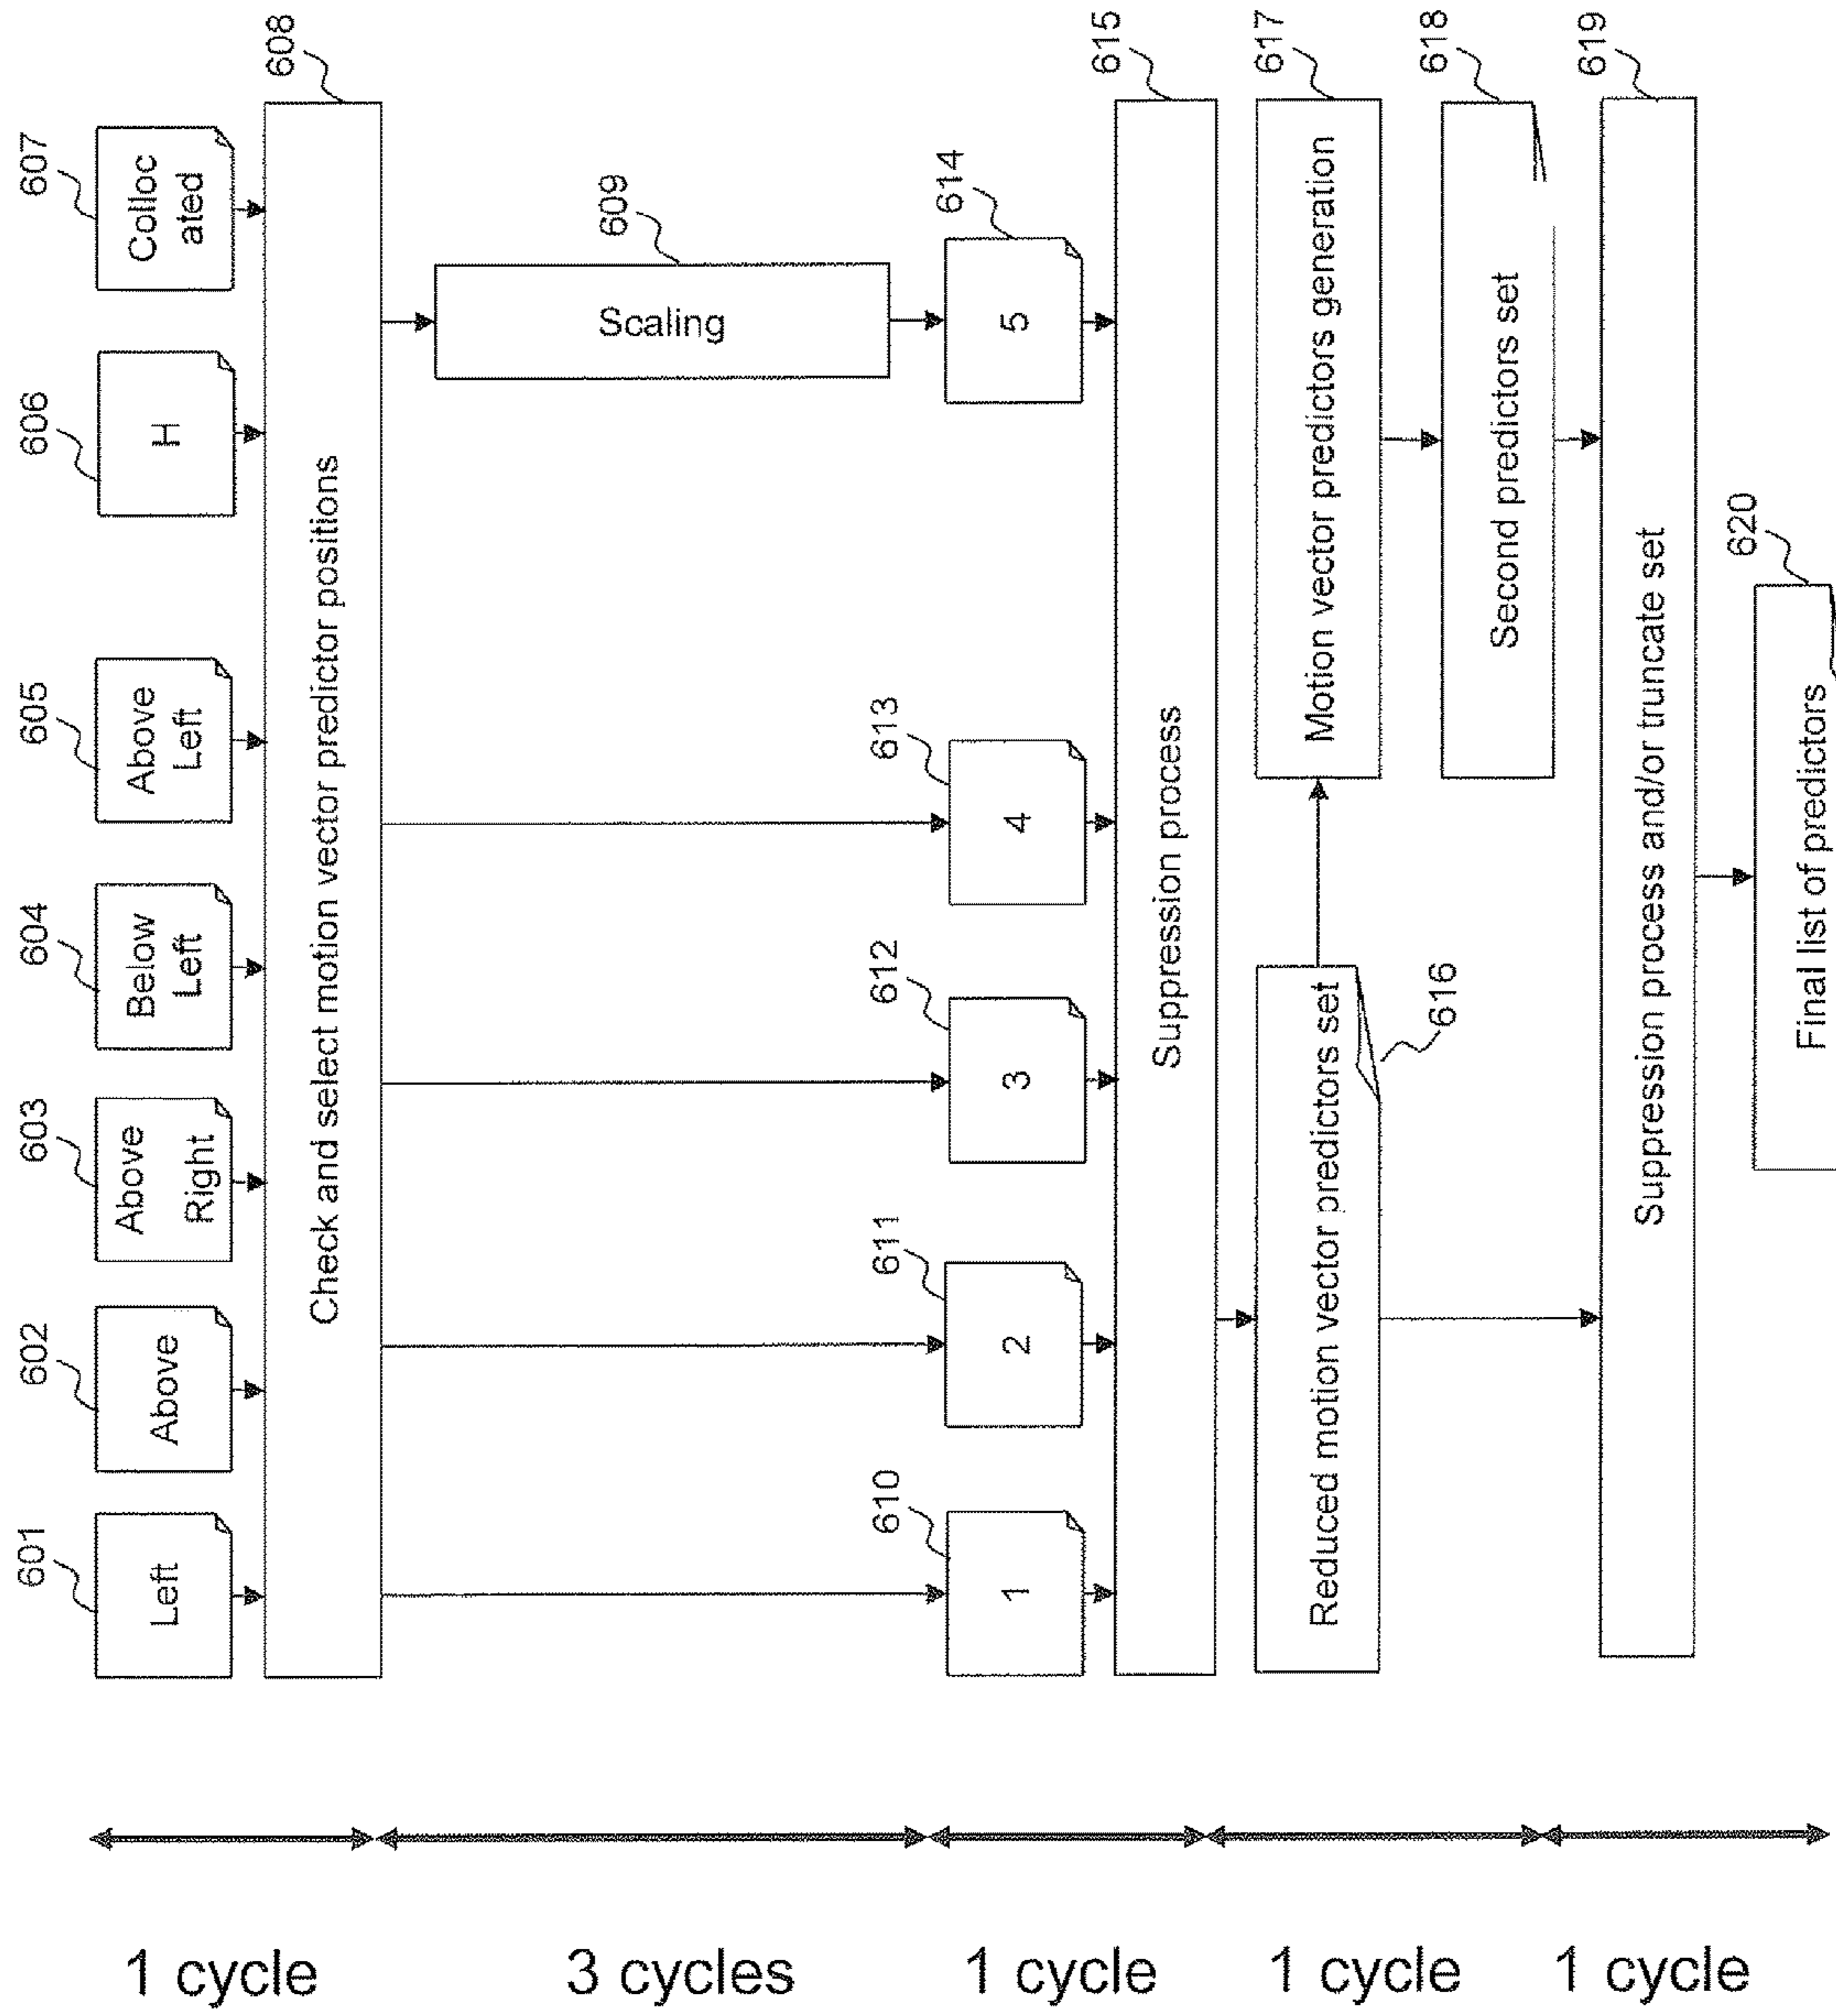 601
602
603
604
605
606
607
Left
Above
Above
Right
Below
Left
Above
Left
H
Colloc
ated
608
Check and select motion vector predictor positions
609
Scaling
610
611
612
613
614
1
2
3
4
5
615
Suppression process
616
Reduced motion vector predictors set
617
Motion vector predictors generation
618
Second predictors set
619
Suppression process and/or truncate set
620
Final list of predictors
1 cycle
3 cycles
1 cycle
1 cycle
1 cycle